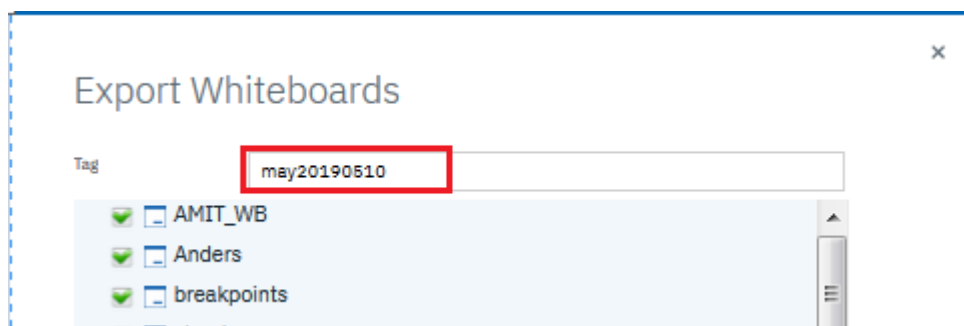 ×
Export Whiteboards
Tag may20190510
AMIT_WB
Anders
breakpoints